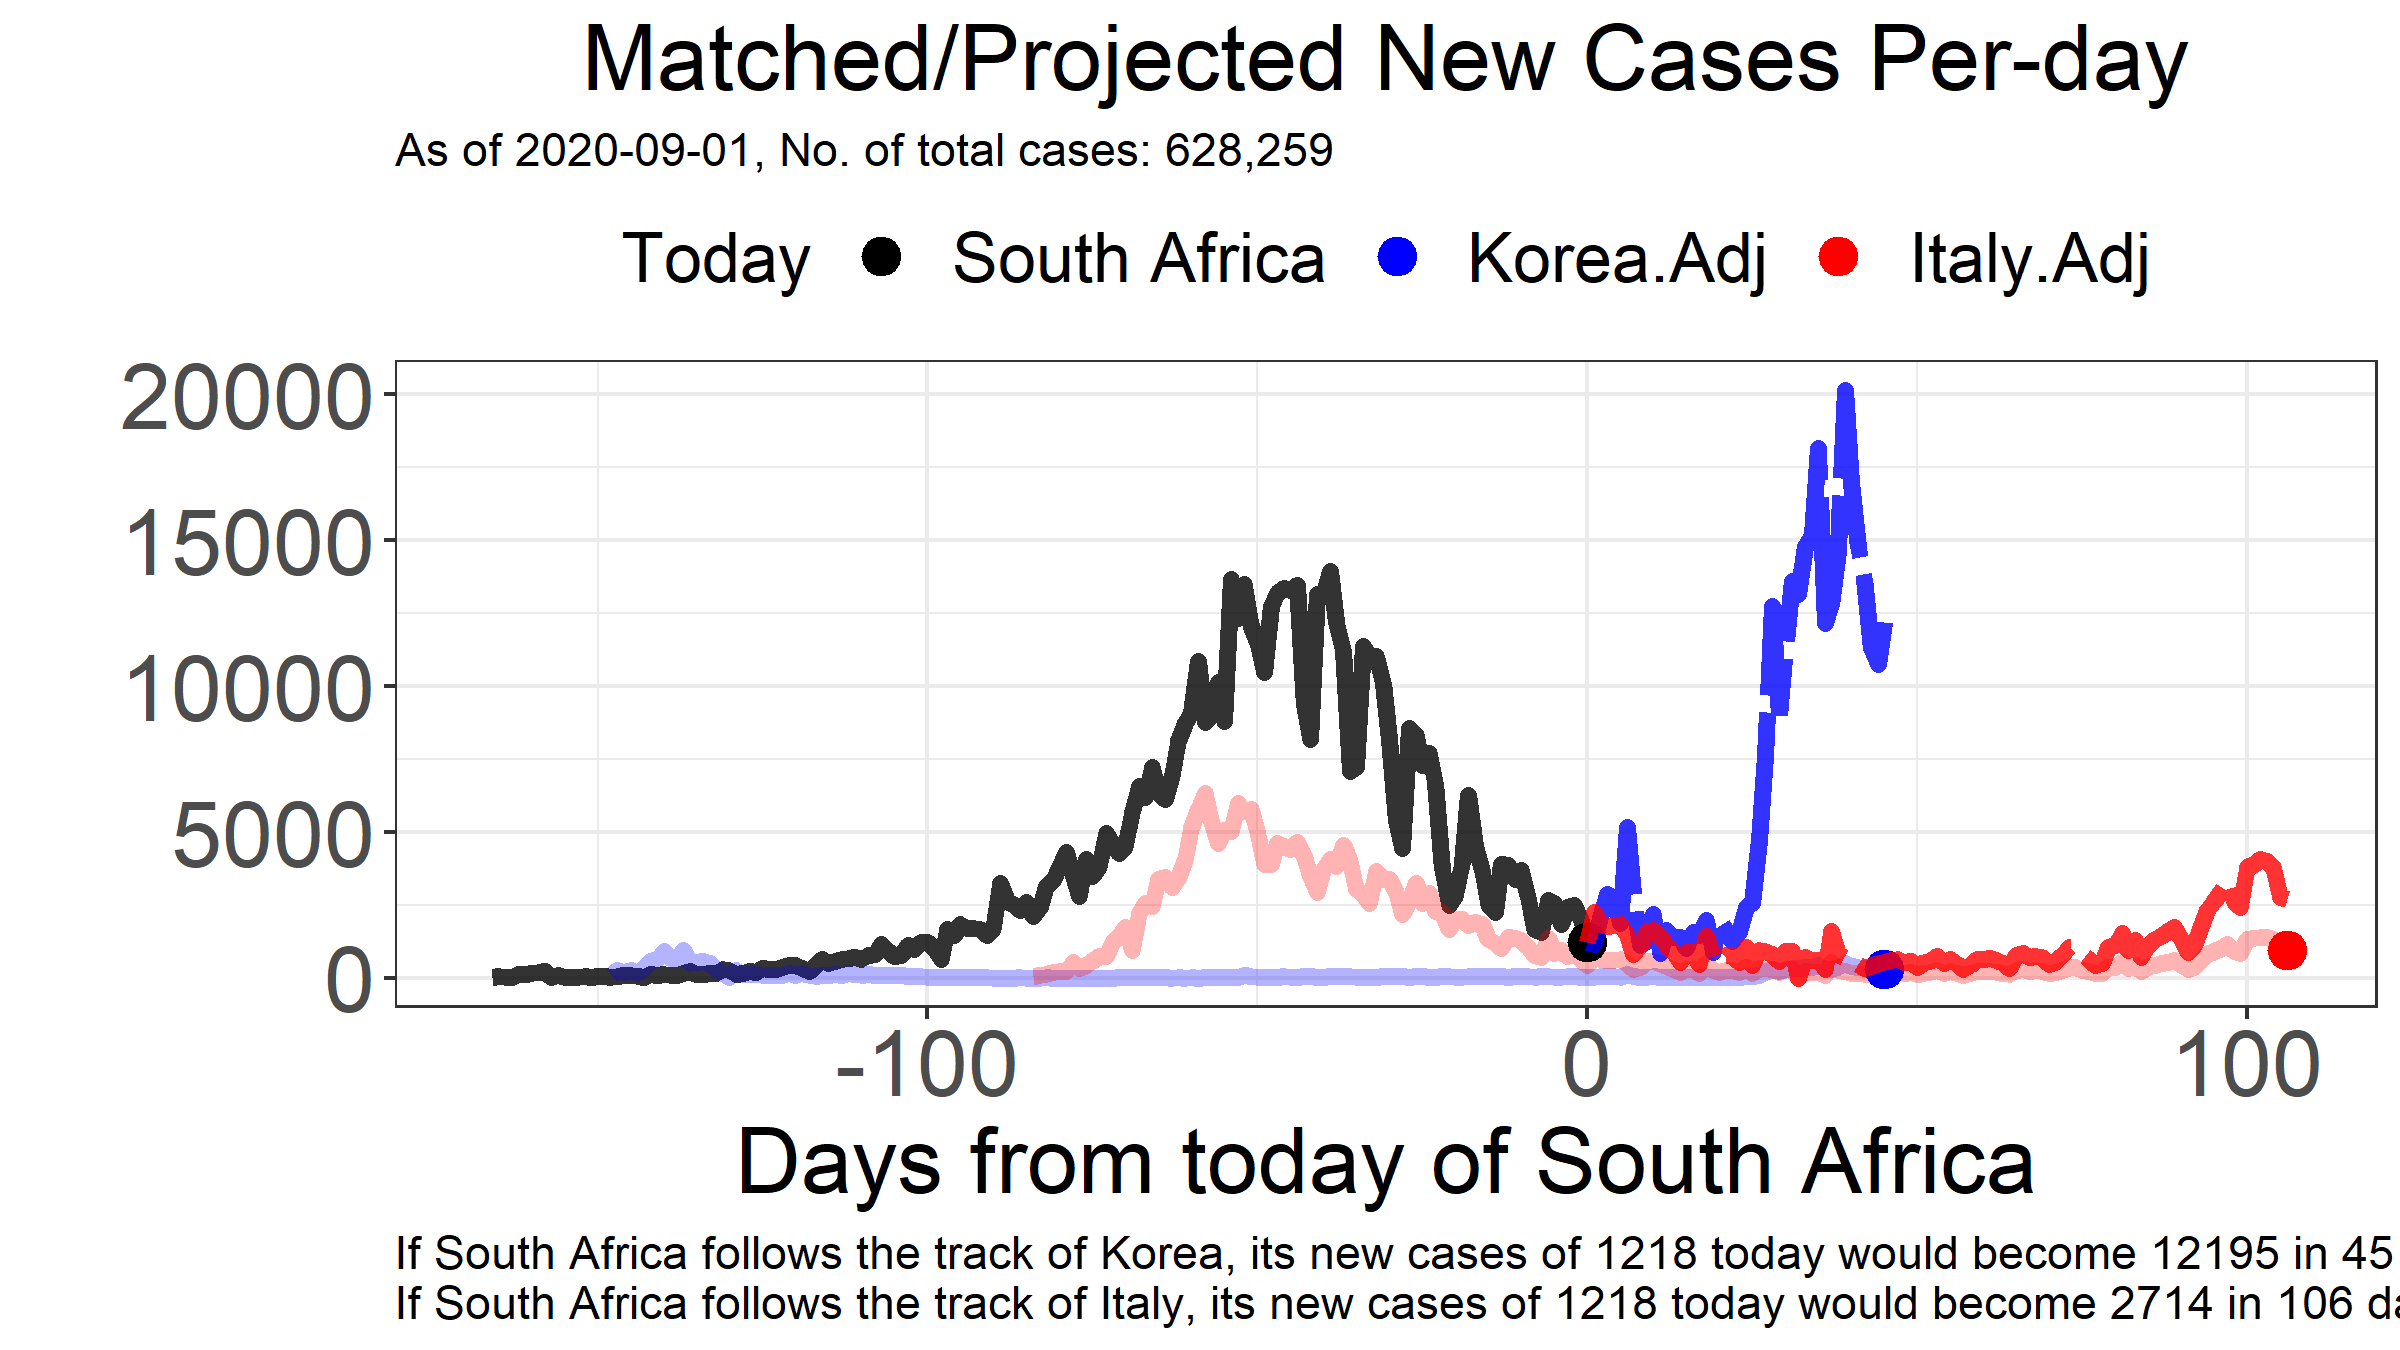 Matched/Projected New Cases Per-day
As of 2020-09-01, No. of total cases: 628,259
Today South Africa Korea.Adj Italy.Adj
20000
15000
10000
5000
0
-100 0 100
Days from today of South Africa
If South Africa follows the track of Korea, its new cases of 1218 today would become 12195 in 45
If South Africa follows the track of Italy, its new cases of 1218 today would become 2714 in 106